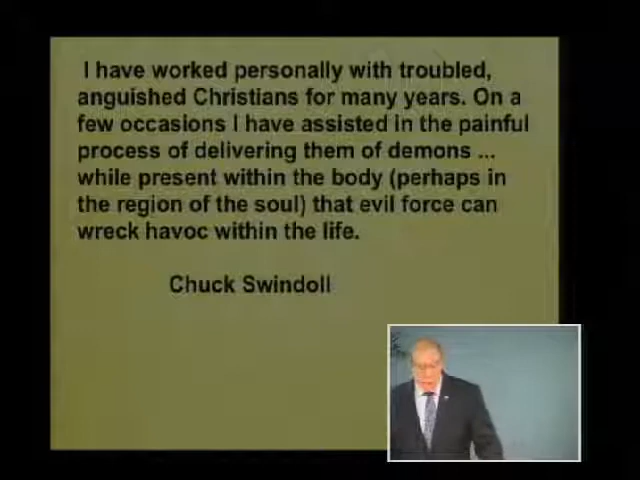 I have worked personally with troubled,
anguished Christians for many years. On a
few occasions I have assisted in the painful
process of delivering them of demons ...
while present within the body (perhaps in
the region of the soul) that evil force can
wreck havoc within the life.
Chuck Swindoll